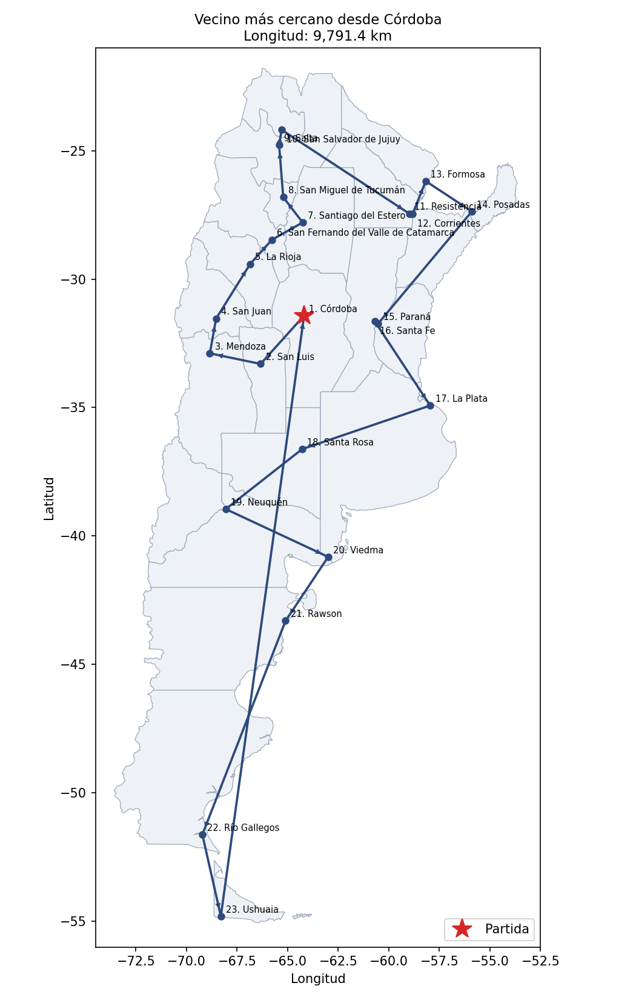 Vecino más cercano desde Córdoba
Longitud: 9,791.4 km
9. Salta
10. San Salvador de Jujuy
−25
13. Formosa
8. San Miguel de Tucumán
11. Resistencia
14. Posadas
7. Santiago del Estero
12. Corrientes
6. San Fernando del Valle de Catamarca
5. La Rioja
−30
1. Córdoba
4. San Juan
15. Paraná
16. Santa Fe
3. Mendoza
2. San Luis
17. La Plata
−35
18. Santa Rosa
19. Neuquén
Latitud
−40
20. Viedma
21. Rawson
−45
−50
22. Río Gallegos
23. Ushuaia
−55
Partida
−72.5
−70.0
−67.5
−65.0
−62.5
−60.0
−57.5
−55.0
−52.5
Longitud